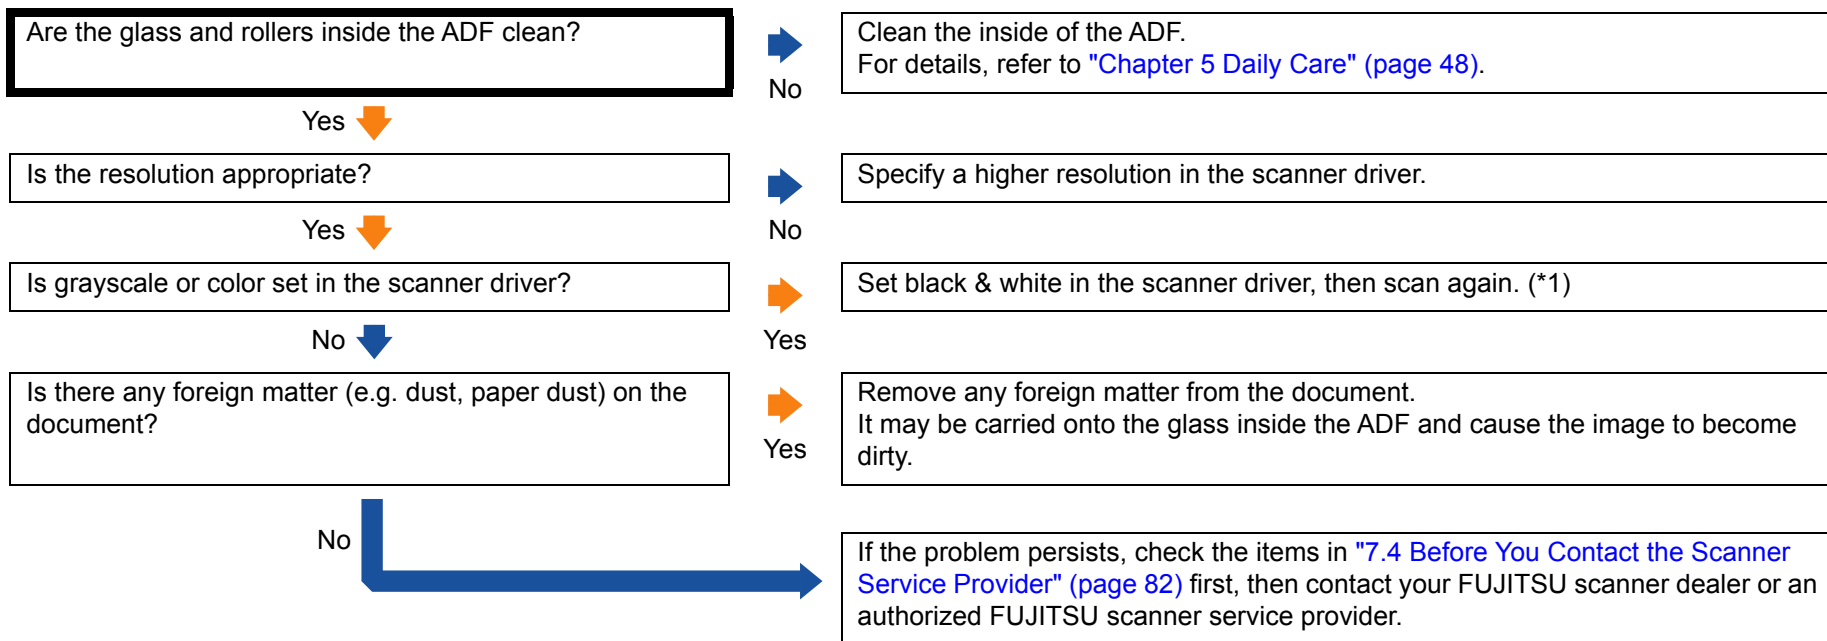 Are the glass and rollers inside the ADF clean?
Clean the inside of the ADF.
For details, refer to "Chapter 5 Daily Care" (page 48).
No
Yes
Is the resolution appropriate?
Specify a higher resolution in the scanner driver.
Yes
No
Is grayscale or color set in the scanner driver?
Set black & white in the scanner driver, then scan again. (*1)
No
Yes
Is there any foreign matter (e.g. dust, paper dust) on the
document?
Remove any foreign matter from the document.
It may be carried onto the glass inside the ADF and cause the image to become
dirty.
Yes
No
If the problem persists, check the items in "7.4 Before You Contact the Scanner
Service Provider" (page 82) first, then contact your FUJITSU scanner dealer or an
authorized FUJITSU scanner service provider.